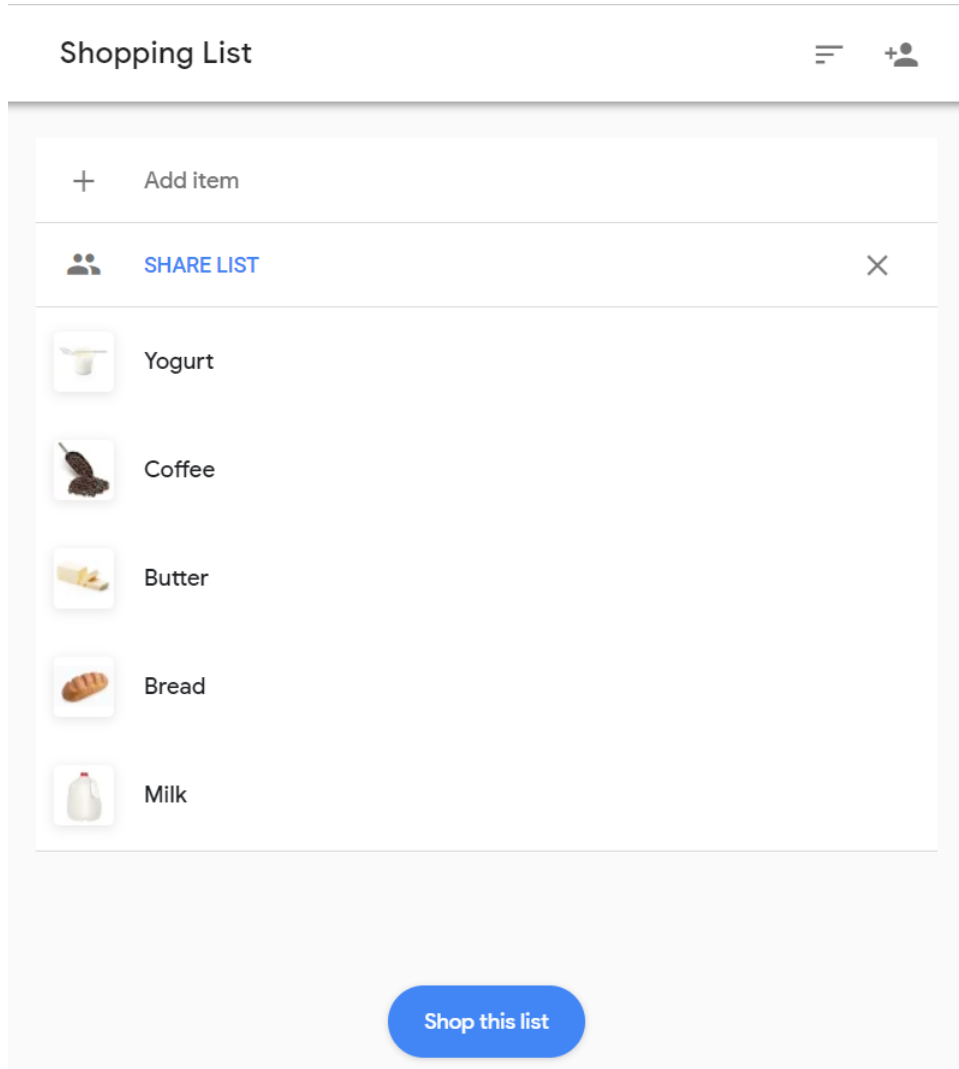 Shopping List
Add item
SHARE LIST
Yogurt
Coffee
Butter
Bread
Milk
Shop this list